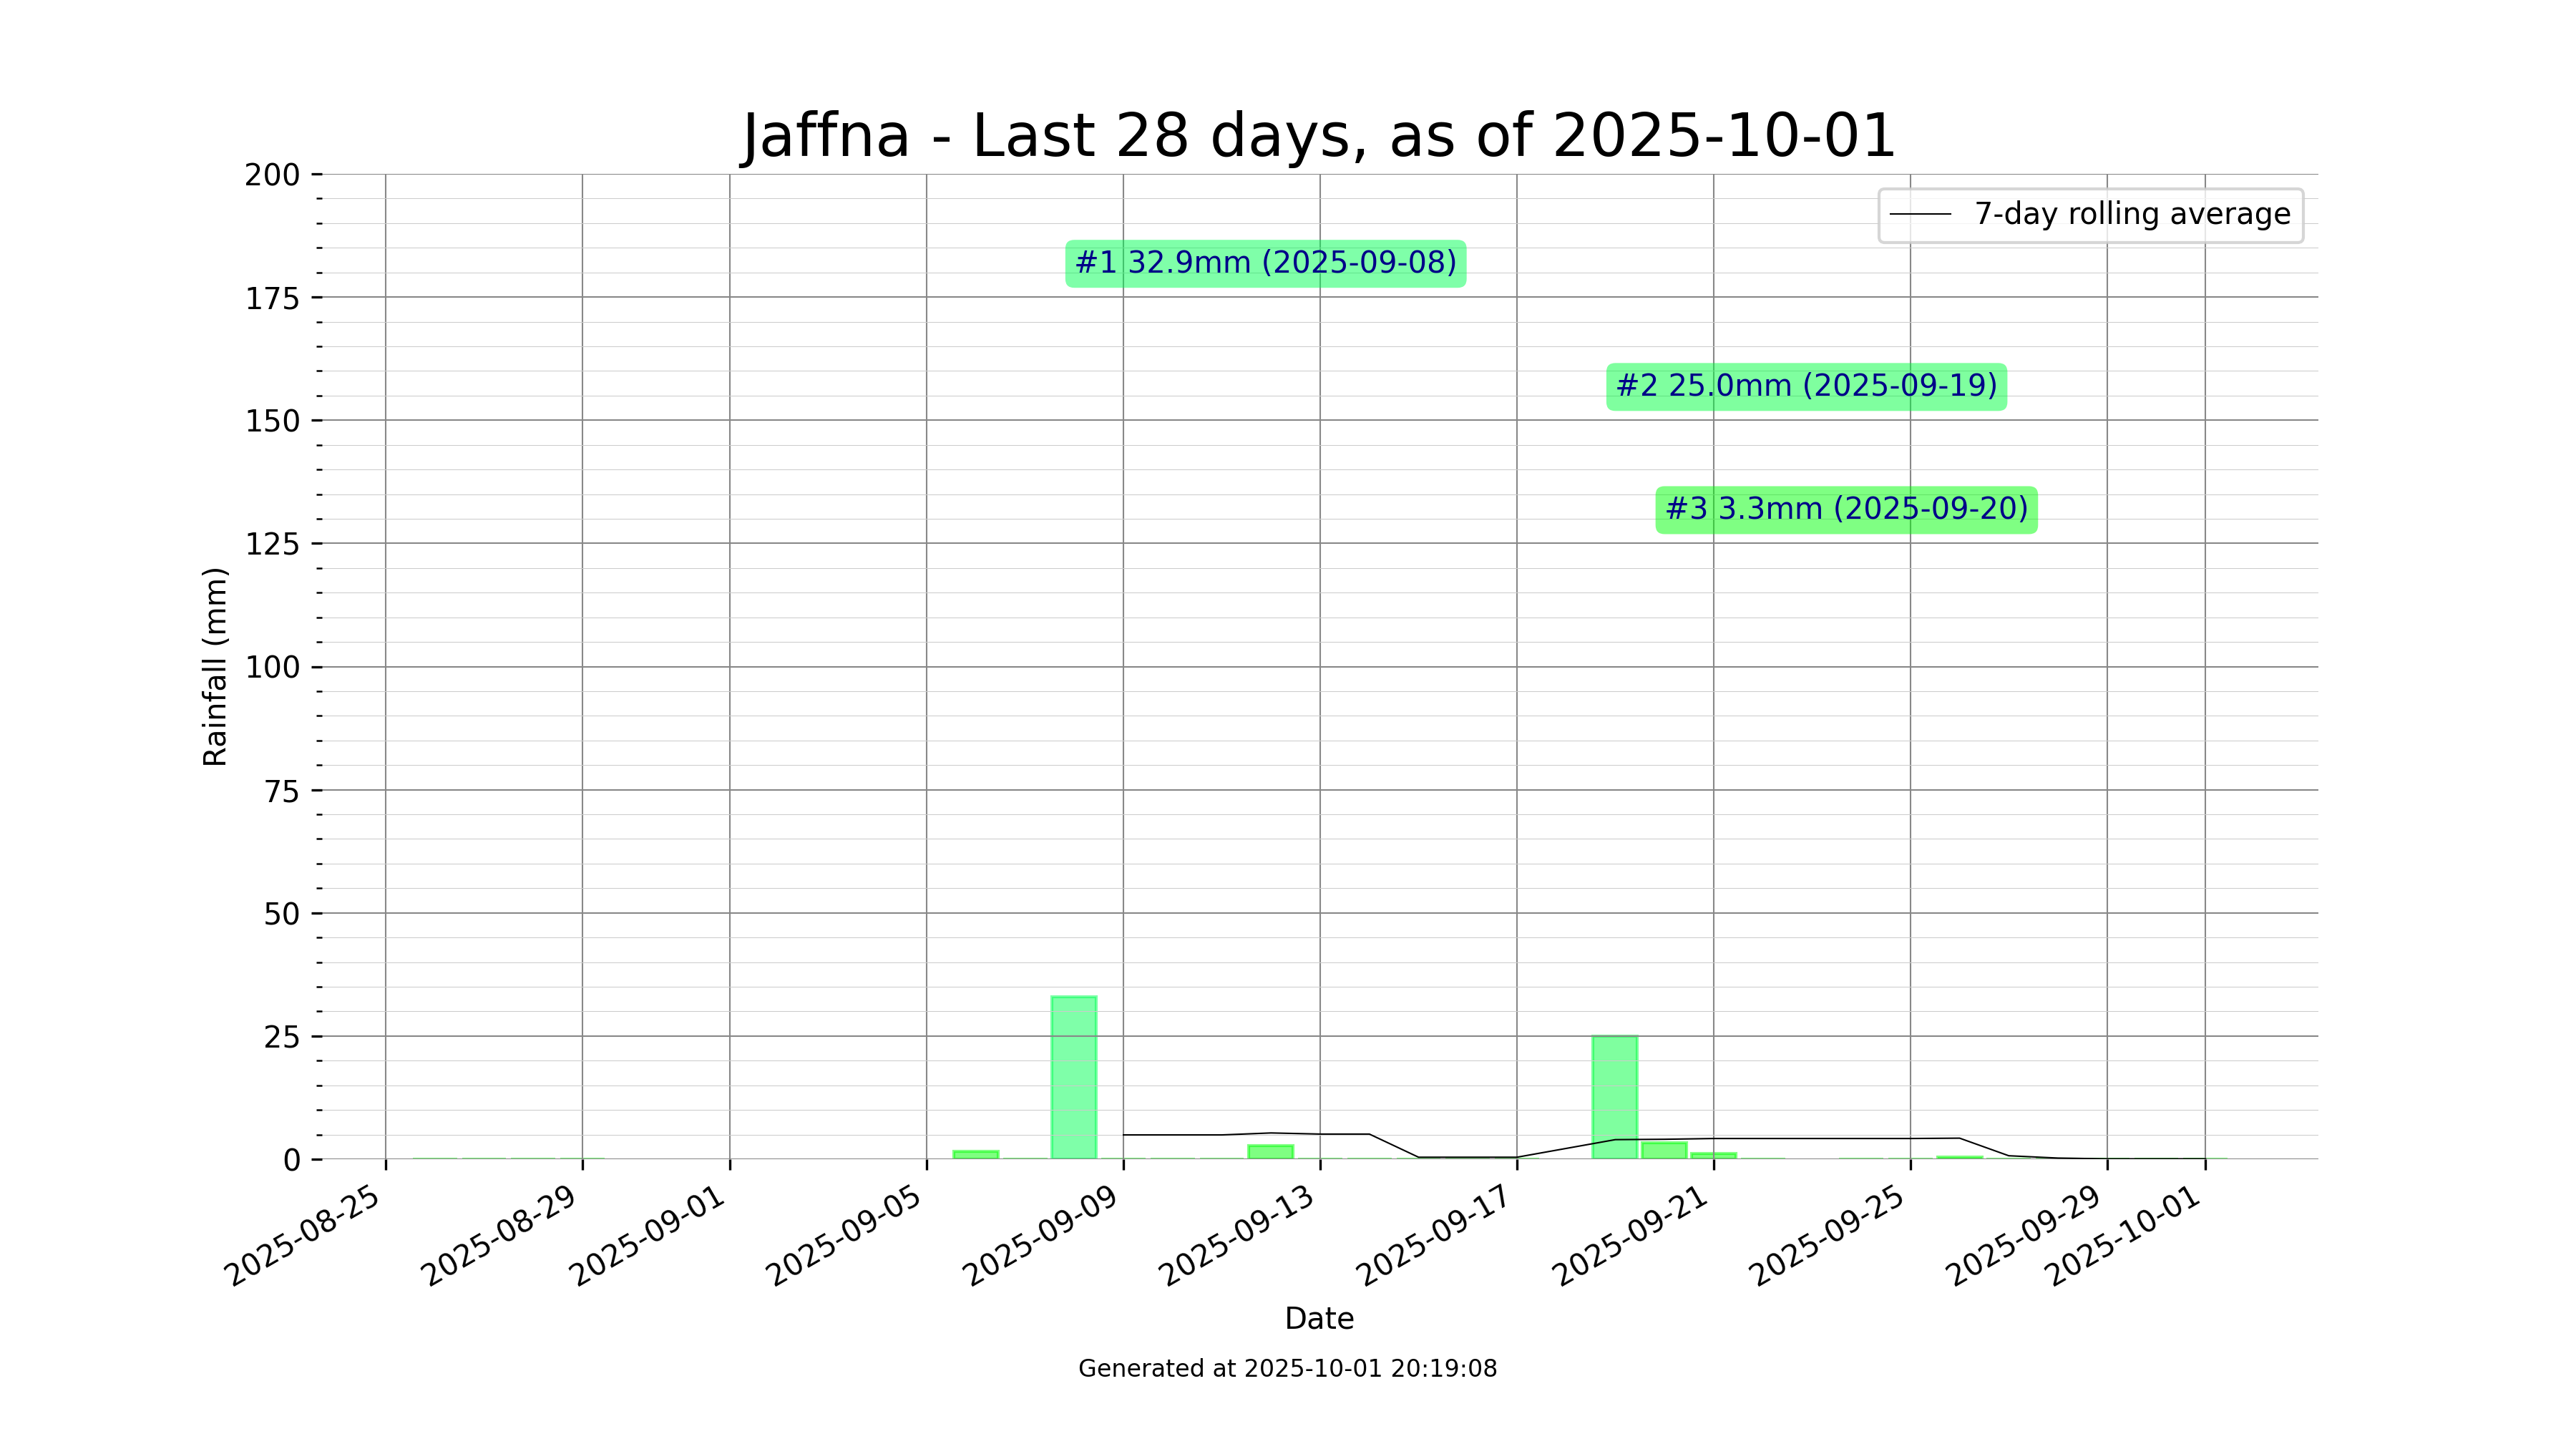 Jaffna - Last 28 days, as of 2025-10-01
7-day rolling average
#1 32.9mm (2025-09-08)
#2 25.0mm (2025-09-19)
#3 3.3mm (2025-09-20)
Rainfall (mm)
200
175
150
125
100
75
50
25
0
2025-08-25
2025-08-29
2025-09-01
2025-09-05
2025-09-09
2025-09-13
2025-09-17
2025-09-21
2025-09-25
2025-09-29
2025-10-01
Date
Generated at 2025-10-01 20:19:08